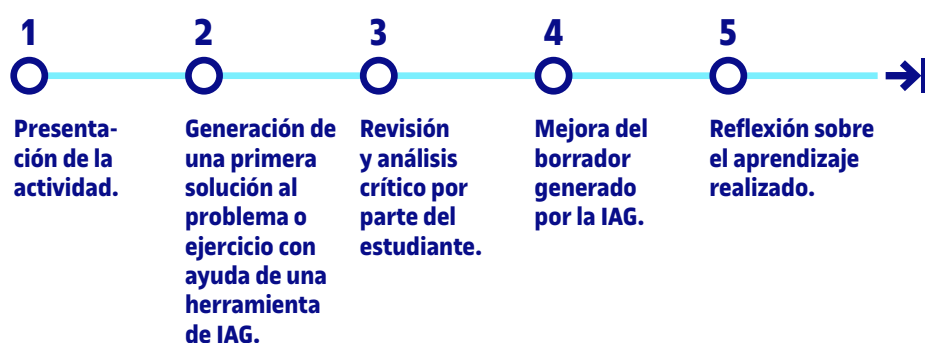 1
Presenta-
ción de la
actividad.
2
Generación de
una primera
solución al
problema o
ejercicio con
ayuda de una
herramienta
de IAG.
3
Revisión
y análisis
crítico por
parte del
estudiante.
4
Mejora del
borrador
generado
por la IAG.
5
Reflexión sobre
el aprendizaje
realizado.